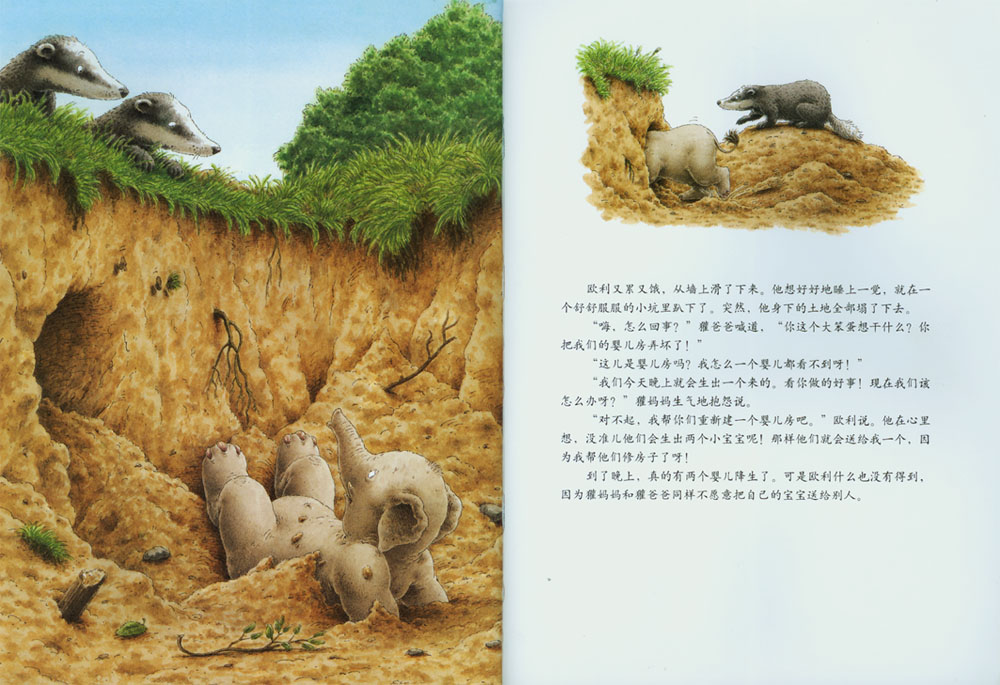 欧利又累又饿，从墙上滑了下来。他想好好地睡上一觉，就在一
个舒舒服服的小坑里趴下了。突然，他身下的土地全部塌了下去。
“嗨，怎么回事？”獾爸爸喊道，“你这个大笨蛋想干什么？你
把我们的婴儿房弄坏了！”
“这儿是婴儿房吗？我怎么一个婴儿都看不到呀！”
“我们今天晚上就会生出一个来的。看你做的好事！现在我们该
怎么办呀？”獾妈妈生气地抱怨说。
“对不起，我帮你们重新建一个婴儿房吧。”欧利说。他在心里
想，没准儿他们会生出两个小宝宝呢！那样他们就会送给我一个，因
为我帮他们修房子了呀！
到了晚上，真的有两个婴儿降生了。可是欧利什么也没有得到，
因为獾妈妈和獾爸爸同样不愿意把自己的宝宝送给别人。